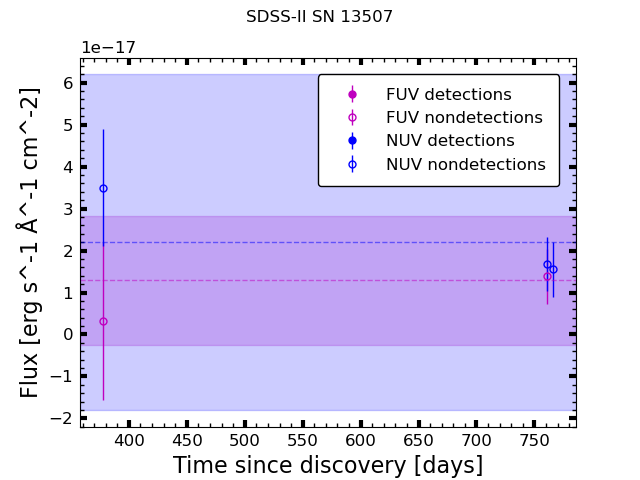 SDSS-II SN 13507
1e−17
6
5
4
3
2
1
0
−1
−2
Flux [erg s^-1 Å^-1 cm^-2]
FUV detections
FUV nondetections
NUV detections
NUV nondetections
400 450 500 550 600 650 700 750
Time since discovery [days]